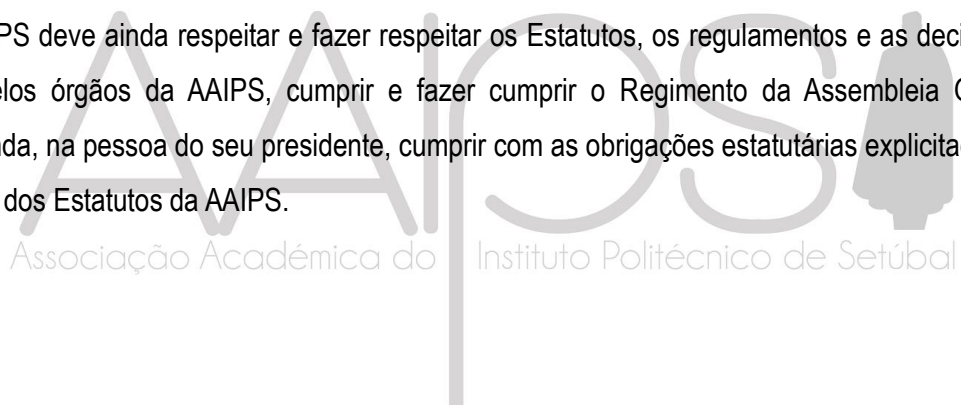 PS deve ainda respeitar e fazer respeitar os Estatutos, os regulamentos e as deci
elos órgãos da AAIPS, cumprir e fazer cumprir o Regimento da Assembleia
nda, na pessoa do seu presidente, cumprir com as obrigações estatutárias explicita
dos Estatutos da AAIPS.
AAIPS
Associação Académica do Instituto Politécnico de Setúbal